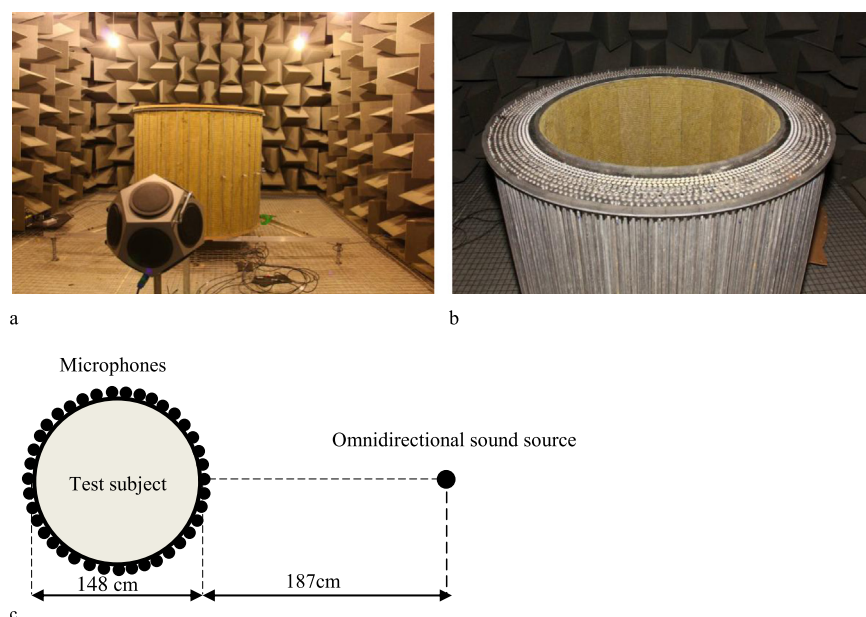 a
b
Microphones
Omnidirectional sound source
Test subject
148 cm
187cm
c